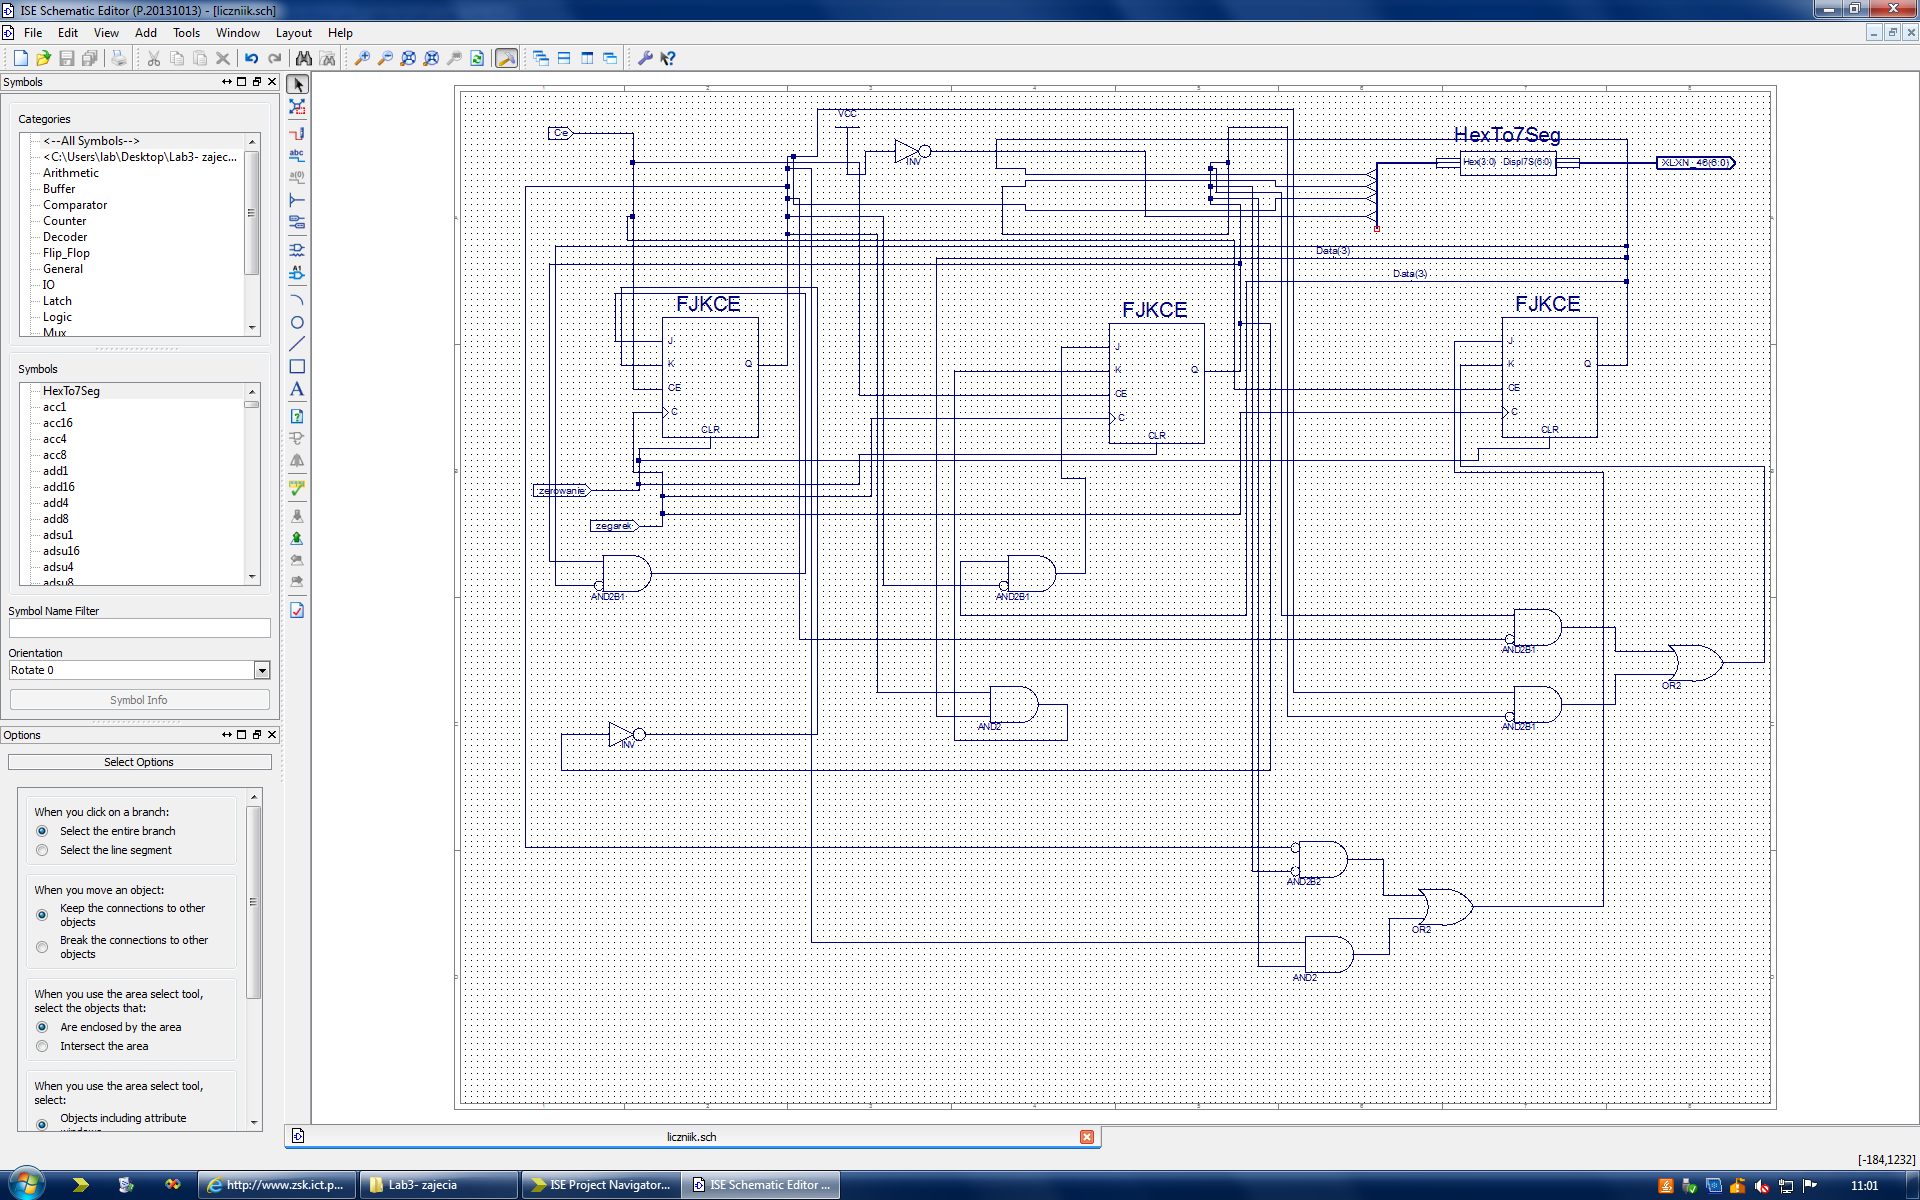 ISE Schematic Editor (P.20131013) - [liczniik.sch]
File Edit View Add Tools Window Layout Help
Symbols
Categories
<--All Symbols-->
<C:\Users\lab\Desktop\Lab3- zajec...
Arithmetic
Buffer
Comparator
Counter
Decoder
Flip_Flop
General
IO
Latch
Logic
Mux
Symbols
HexTo7Seg
acc1
acc16
acc4
acc8
add1
add16
add4
add8
adsu1
adsu16
adsu4
adsu8
Symbol Name Filter
Orientation
Rotate 0
Symbol Info
Options
Select Options
When you click on a branch:
Select the entire branch
Select the line segment
When you move an object:
Keep the connections to other
objects
Break the connections to other
objects
When you use the area select tool,
select the objects that:
Are enclosed by the area
Intersect the area
When you use the area select tool,
select:
Objects including attribute
windows
VCC
Ce
INV
HexTo7Seg
Hex(3:0) Displ7S(6:0)
XLXN_46(6:0)
Data(3)
Data(3)
FJKCE
J
K
CE
C
Q
CLR
FJKCE
J
K
CE
C
Q
CLR
FJKCE
J
K
CE
C
Q
CLR
zerowanie
zegarek
AND2B1
AND2B1
AND2B1
OR2
AND2
AND2B1
INV
AND2B2
OR2
AND2
liczniik.sch
[-184,1232]
http://www.zsk.ict.p...
Lab3- zajecia
ISE Project Navigator...
ISE Schematic Editor ...
11:01